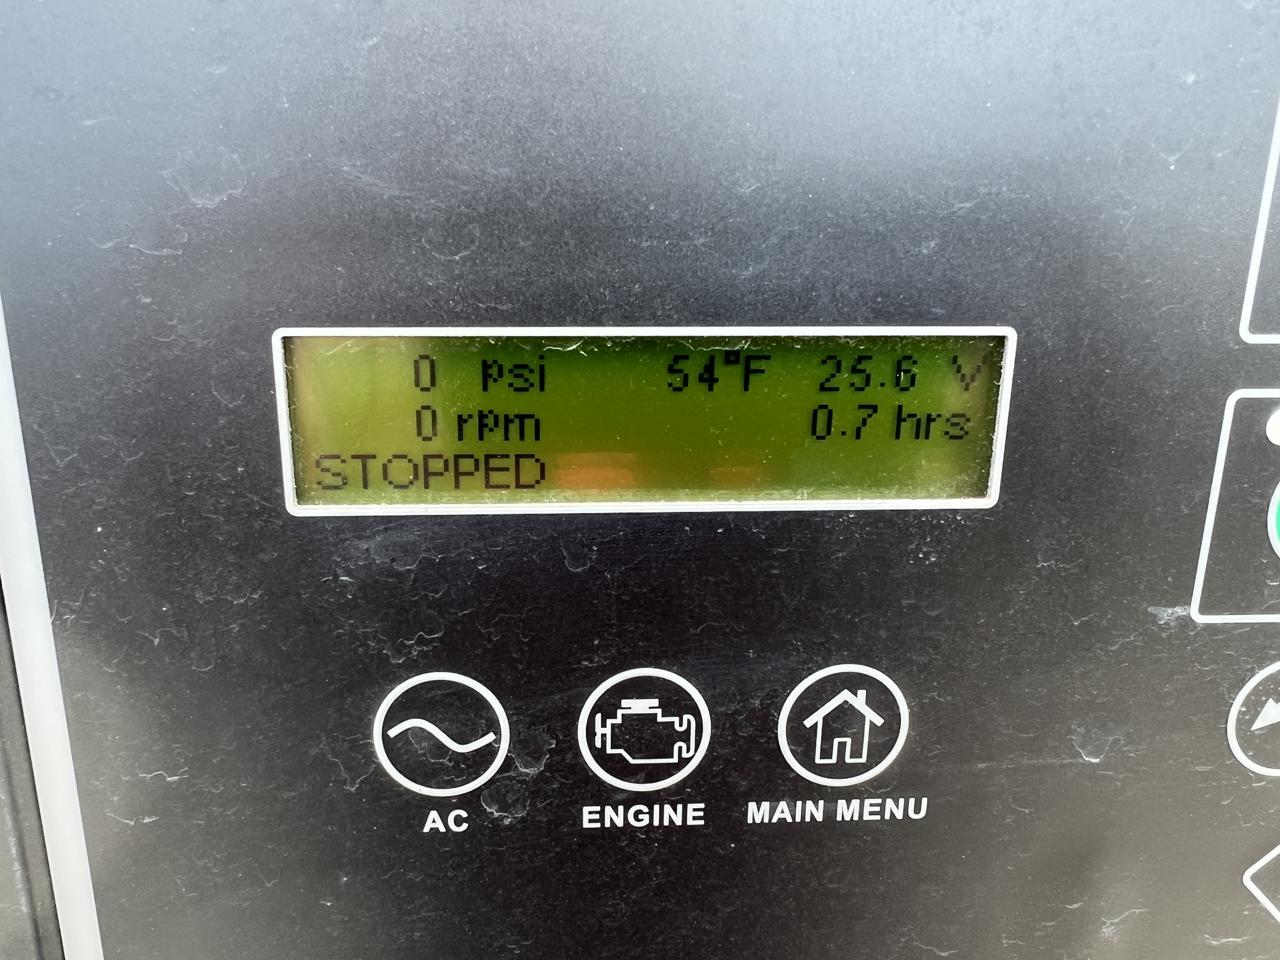 0 psi 54°F 25.6 V
0 rpm 0.7 hrs
STOPPED
AC ENGINE MAIN MENU